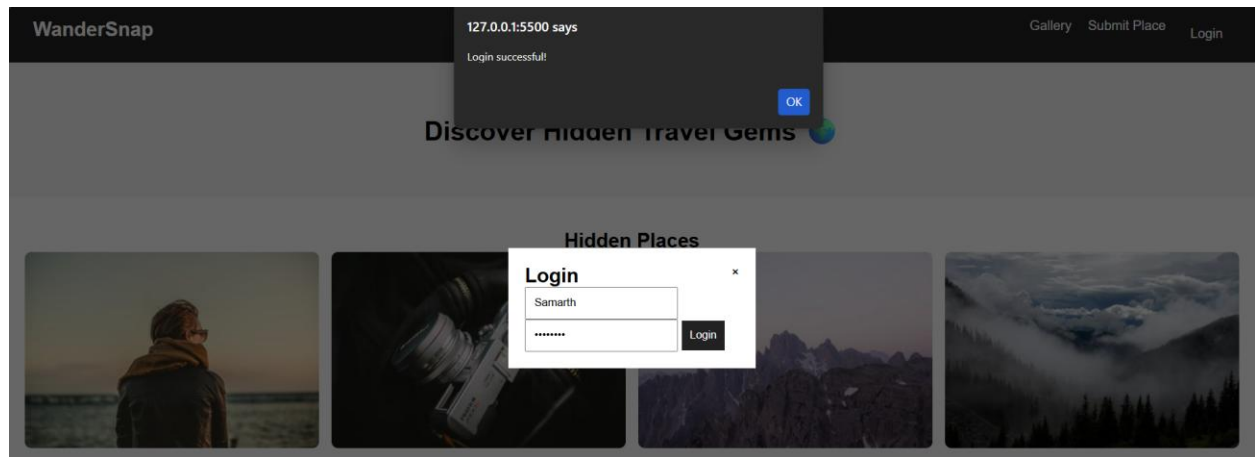 WanderSnap
127.0.0.1:5500 says
Login successful!
OK
Gallery Submit Place Login
Discover Hidden Travel Gems 🌍
Hidden Places
Login ×
Samarth
••••••••
Login